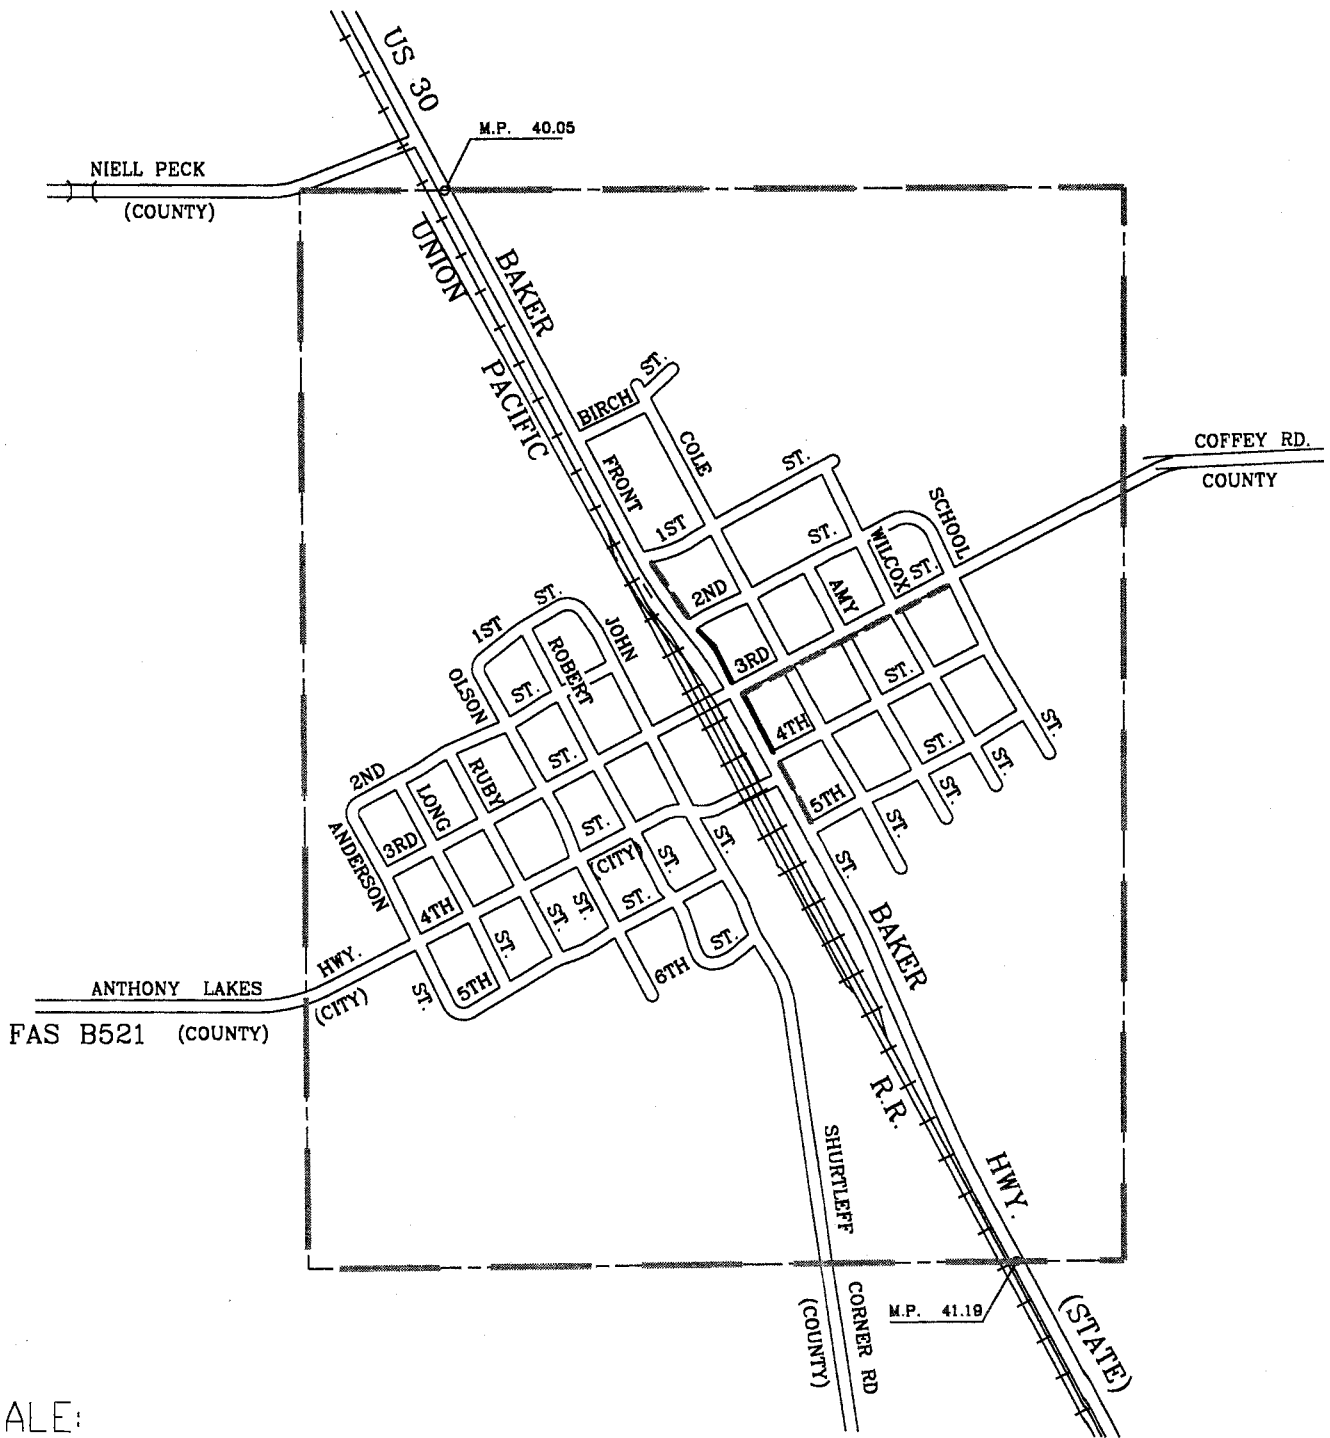 US 30
M.P. 40.05
NIELL PECK
(COUNTY)
UNION
BAKER
PACIFIC
BIRCH ST.
COLE
FRONT
1ST ST.
COFFEY RD.
COUNTY
SCHOOL
WILCOX
2ND ST.
AMY
ST.
3RD
ST.
4TH
ST.
5TH
ST.
ST.
ST.
ST.
ST.
1ST ST.
JOHN
ROBERT
OLSON
ST.
2ND
ST.
RUBY
LONG
3RD
ST.
(CITY)
ANDERSON
4TH
ST.
5TH
ST.
ST.
ST.
ST.
ST.
ST.
6TH ST.
HWY.
(CITY)
ANTHONY LAKES
FAS B521 (COUNTY)
BAKER
R.R.
HWY.
SHURTLEFF
CORNER RD
(COUNTY)
M.P. 41.19
(STATE)
ALE: